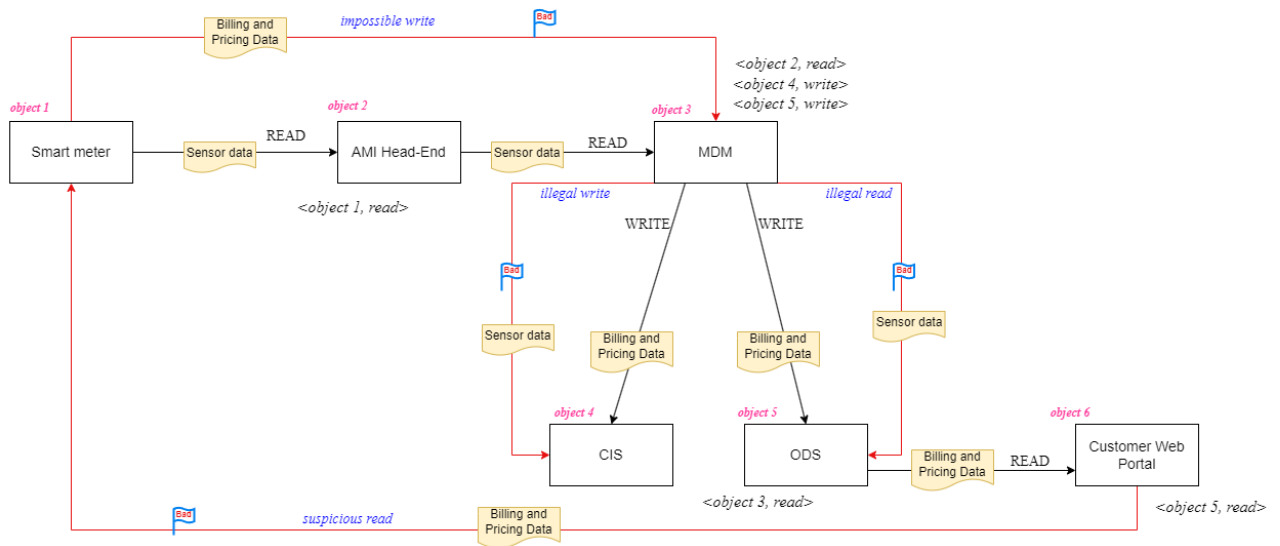 Billing and
Pricing Data
impossible write
Bad
<object 2, read>
<object 4, write>
<object 5, write>
object 1
object 2
object 3
Smart meter
Sensor data
READ
AMI Head-End
Sensor data
READ
MDM
<object 1, read>
illegal write
illegal read
WRITE
WRITE
Bad
Bad
Sensor data
Billing and
Pricing Data
Billing and
Pricing Data
Sensor data
object 4
object 5
object 6
CIS
ODS
Billing and
Pricing Data
READ
Customer Web
Portal
<object 3, read>
<object 5, read>
Bad
suspicious read
Billing and
Pricing Data